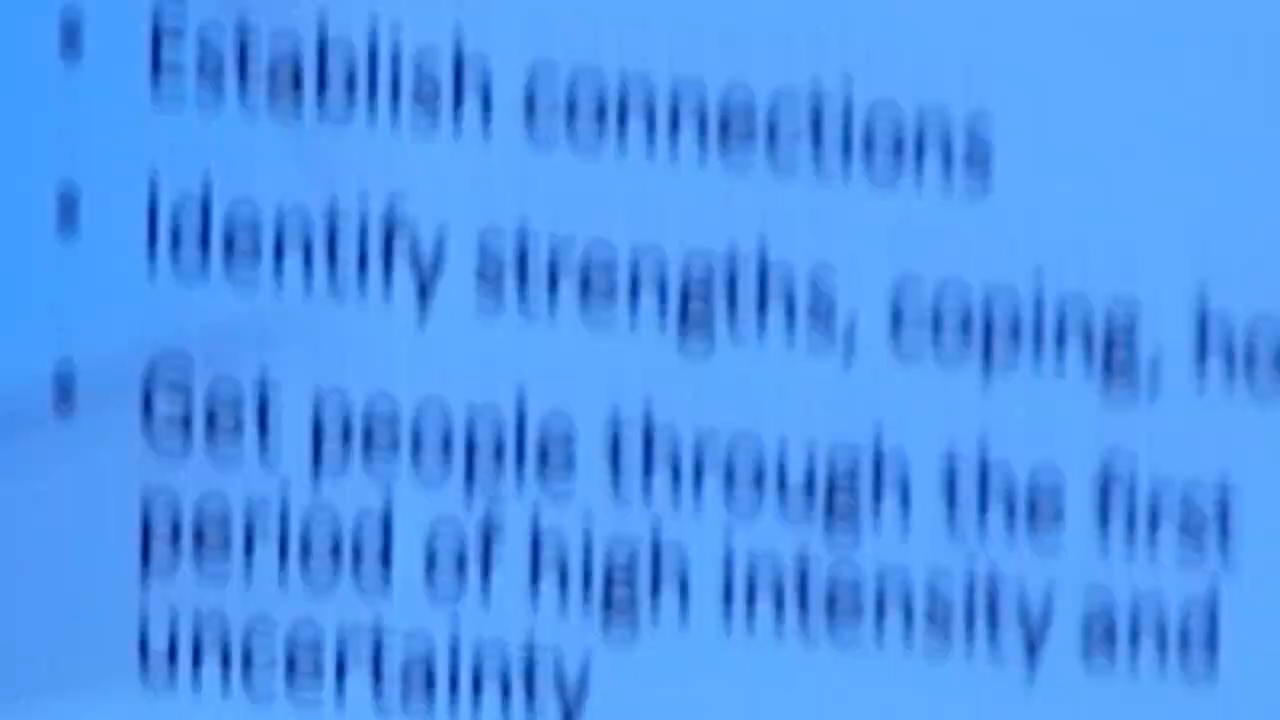 Establish connections
Identify strengths, coping,
Get people through the first
period of high intensity and
uncertainty